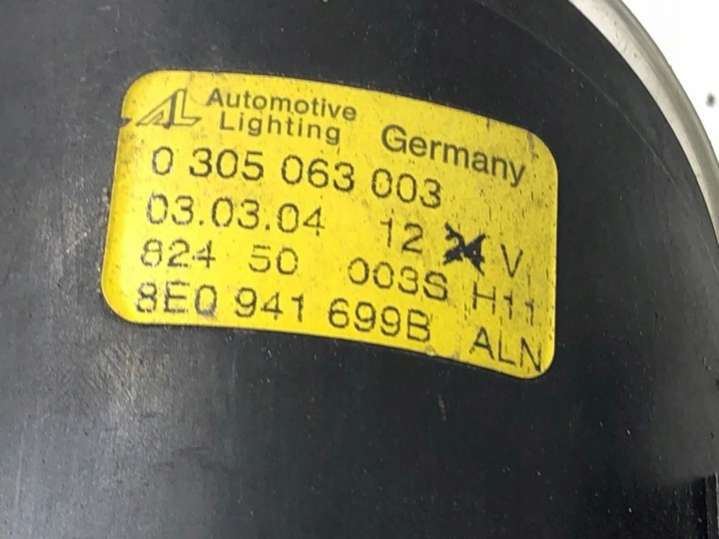 AL Automotive Lighting Germany
0 305 063 003
03.03.04 12 24 V
824 50 003S H11
8E0 941 699B ALN